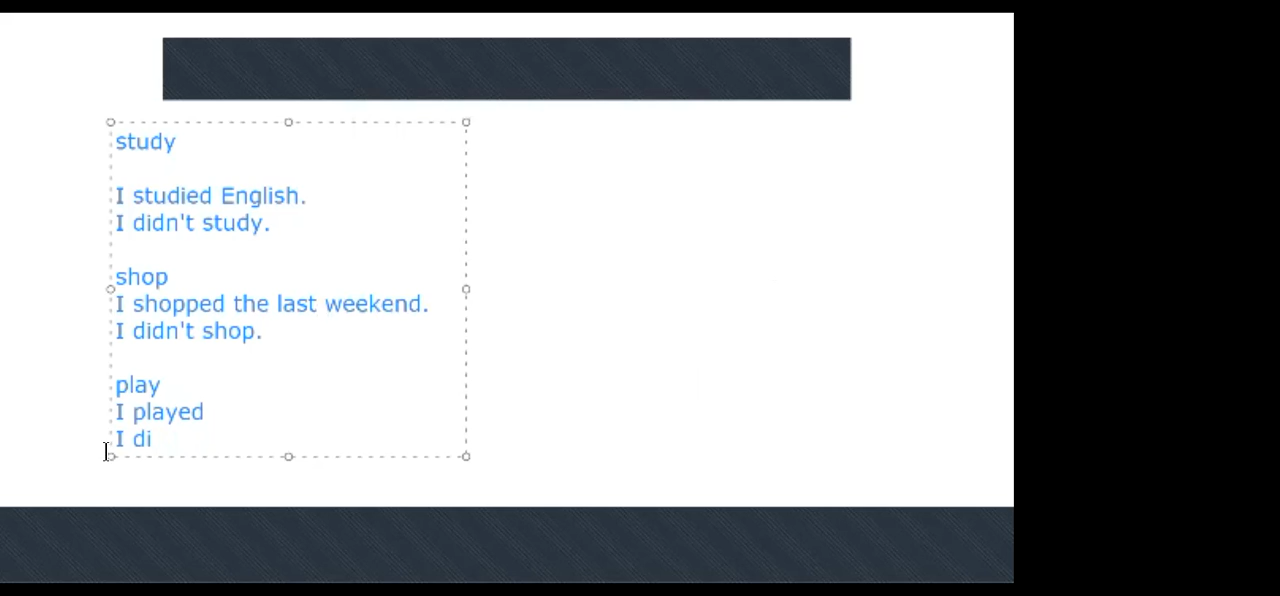 study
I studied English.
I didn't study.
shop
I shopped the last weekend.
I didn't shop.
play
I played
I di